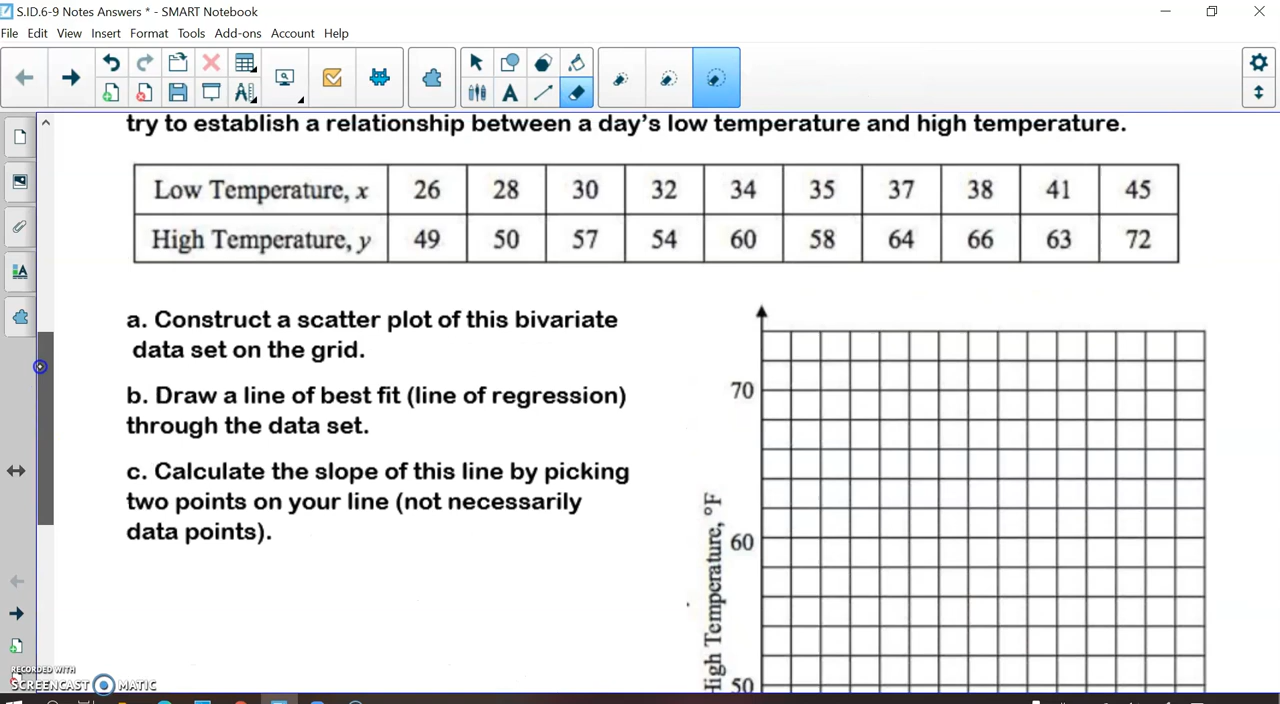 S.ID.6-9 Notes Answers * - SMART Notebook
File Edit View Insert Format Tools Add-ons Account Help
try to establish a relationship between a day's low temperature and high temperature.
Low Temperature, x 26 28 30 32 34 35 37 38 41 45
High Temperature, y 49 50 57 54 60 58 64 66 63 72
a. Construct a scatter plot of this bivariate
data set on the grid.
b. Draw a line of best fit (line of regression)
through the data set.
c. Calculate the slope of this line by picking
two points on your line (not necessarily
data points).
70
60
50
High Temperature, °F
RECORDED WITH
SCREENCAST MATIC